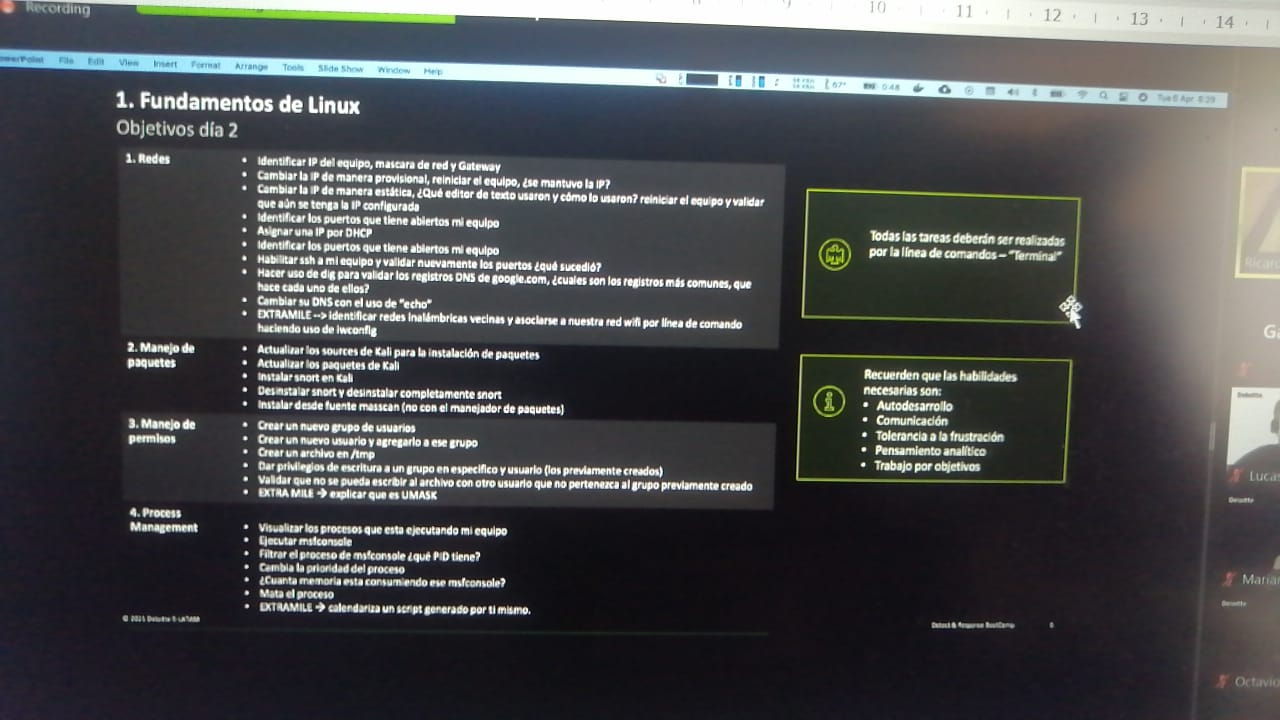 Recording
10 11 12 13 14
PowerPoint File Edit View Insert Format Arrange Tools Slide Show Window Help
67° 0:48 Tue 6 Apr 8:29
1. Fundamentos de Linux
Objetivos día 2
1. Redes
• Identificar IP del equipo, mascara de red y Gateway
• Cambiar la IP de manera provisional, reiniciar el equipo, ¿se mantuvo la IP?
• Cambiar la IP de manera estática, ¿Qué editor de texto usaron y cómo lo usaron? reiniciar el equipo y validar
que aún se tenga la IP configurada
• Identificar los puertos que tiene abiertos mi equipo
• Asignar una IP por DHCP
• Identificar los puertos que tiene abiertos mi equipo
• Habilitar ssh a mi equipo y validar nuevamente los puertos ¿qué sucedió?
• Hacer uso de dig para validar los registros DNS de google.com, ¿cuales son los registros más comunes, que
hace cada uno de ellos?
• Cambiar su DNS con el uso de "echo"
• EXTRAMILE --> identificar redes inalámbricas vecinas y asociarse a nuestra red wifi por línea de comando
haciendo uso de iwconfig
2. Manejo de
paquetes
• Actualizar los sources de Kali para la instalación de paquetes
• Actualizar los paquetes de Kali
• Instalar snort en Kali
• Desinstalar snort y desinstalar completamente snort
• Instalar desde fuente masscan (no con el manejador de paquetes)
3. Manejo de
permisos
• Crear un nuevo grupo de usuarios
• Crear un nuevo usuario y agregarlo a ese grupo
• Crear un archivo en /tmp
• Dar privilegios de escritura a un grupo en especifico y usuario (los previamente creados)
• Validar que no se pueda escribir al archivo con otro usuario que no pertenezca al grupo previamente creado
• EXTRA MILE → explicar que es UMASK
4. Process
Management
• Visualizar los procesos que esta ejecutando mi equipo
• Ejecutar msfconsole
• Filtrar el proceso de msfconsole ¿qué PID tiene?
• Cambia la prioridad del proceso
• ¿Cuanta memoria esta consumiendo ese msfconsole?
• Mata el proceso
• EXTRAMILE → calendariza un script generado por ti mismo.
Todas las tareas deberán ser realizadas
por la línea de comandos – "Terminal"
Recuerden que las habilidades
necesarias son:
• Autodesarrollo
• Comunicación
• Tolerancia a la frustración
• Pensamiento analítico
• Trabajo por objetivos
© 2021 Deloitte S-LATAM
Detect & Response BootCamp
Ricar
Deloitte
Lucas
Deloitte
Marian
Deloitte
Octavio